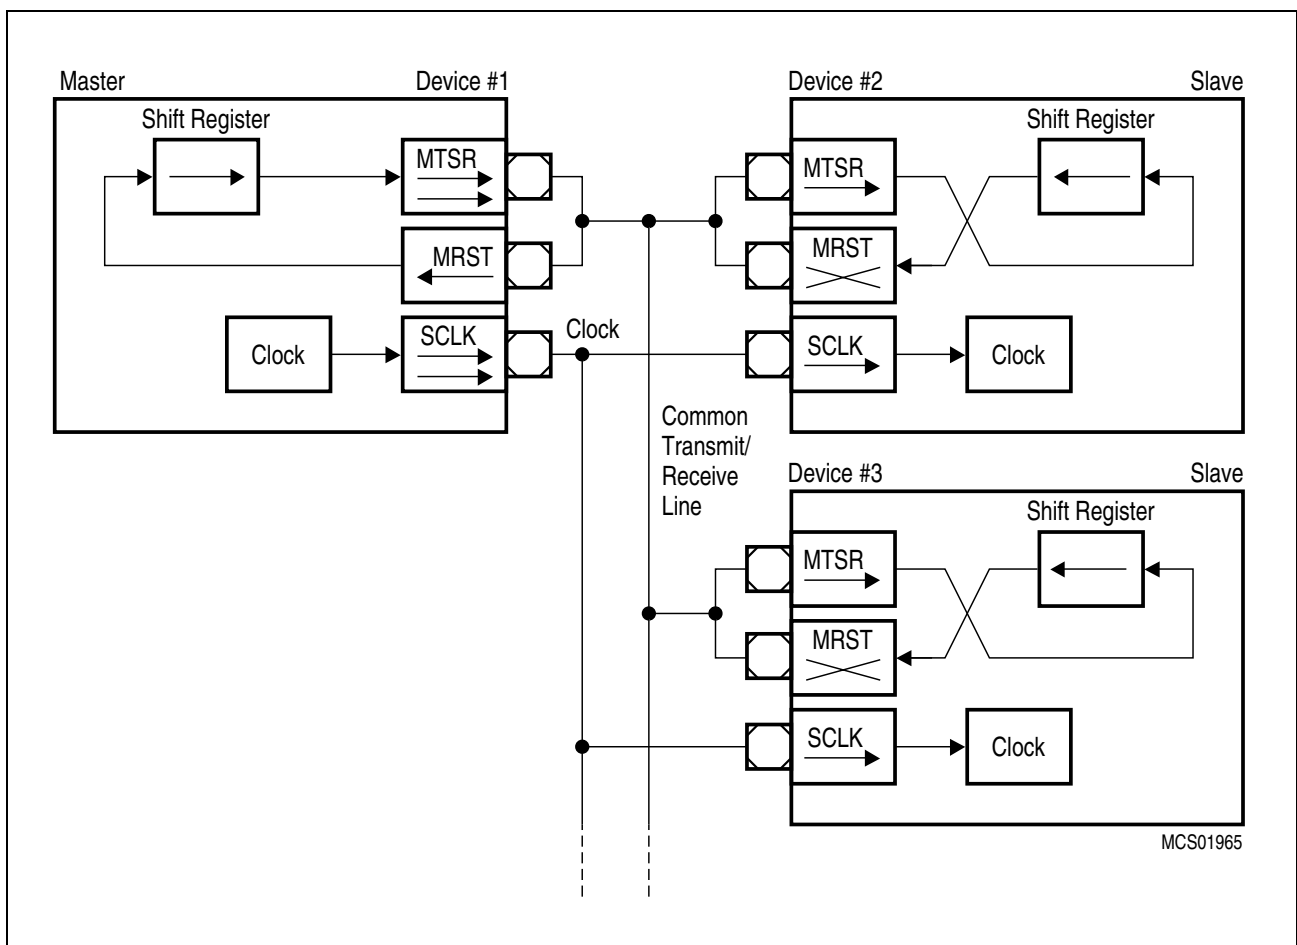 Master
Device #1
Shift Register
MTSR
MRST
Clock
SCLK
Clock
Common
Transmit/
Receive
Line
Device #2
Slave
Shift Register
MTSR
MRST
SCLK
Clock
Device #3
Slave
Shift Register
MTSR
MRST
SCLK
Clock
MCS01965